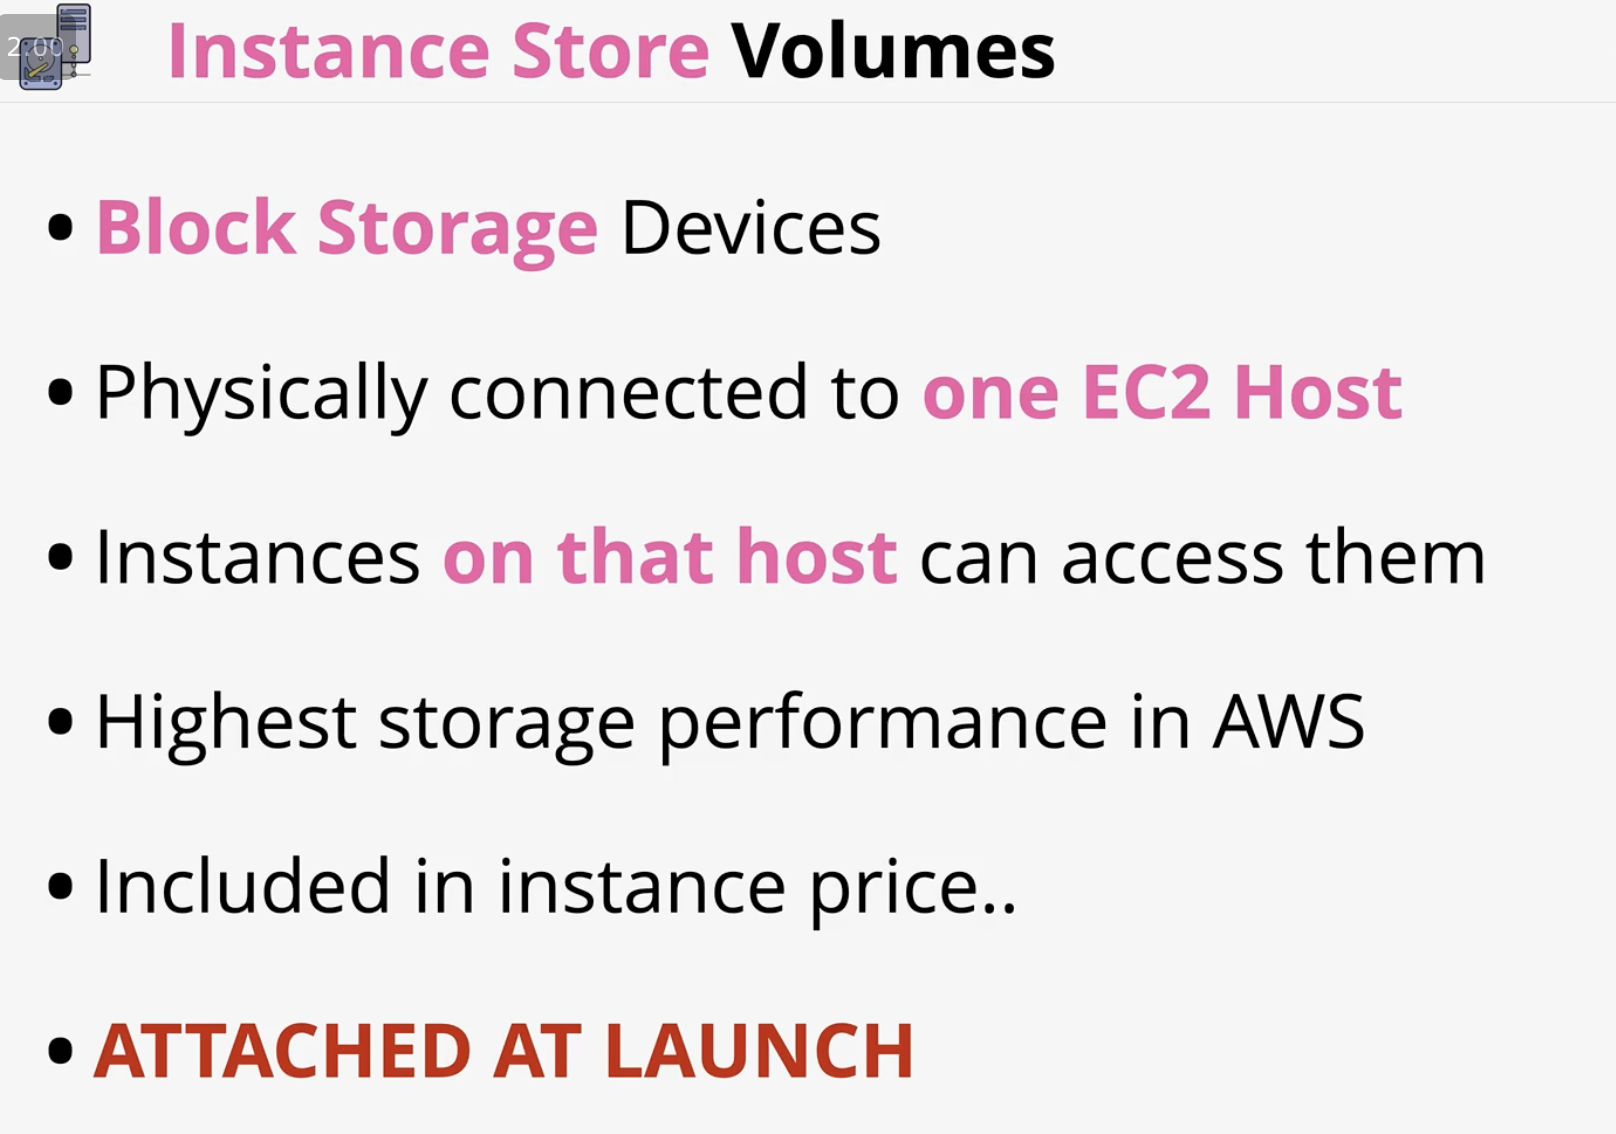 2.00
Instance Store Volumes
• Block Storage Devices
• Physically connected to one EC2 Host
• Instances on that host can access them
• Highest storage performance in AWS
• Included in instance price..
• ATTACHED AT LAUNCH